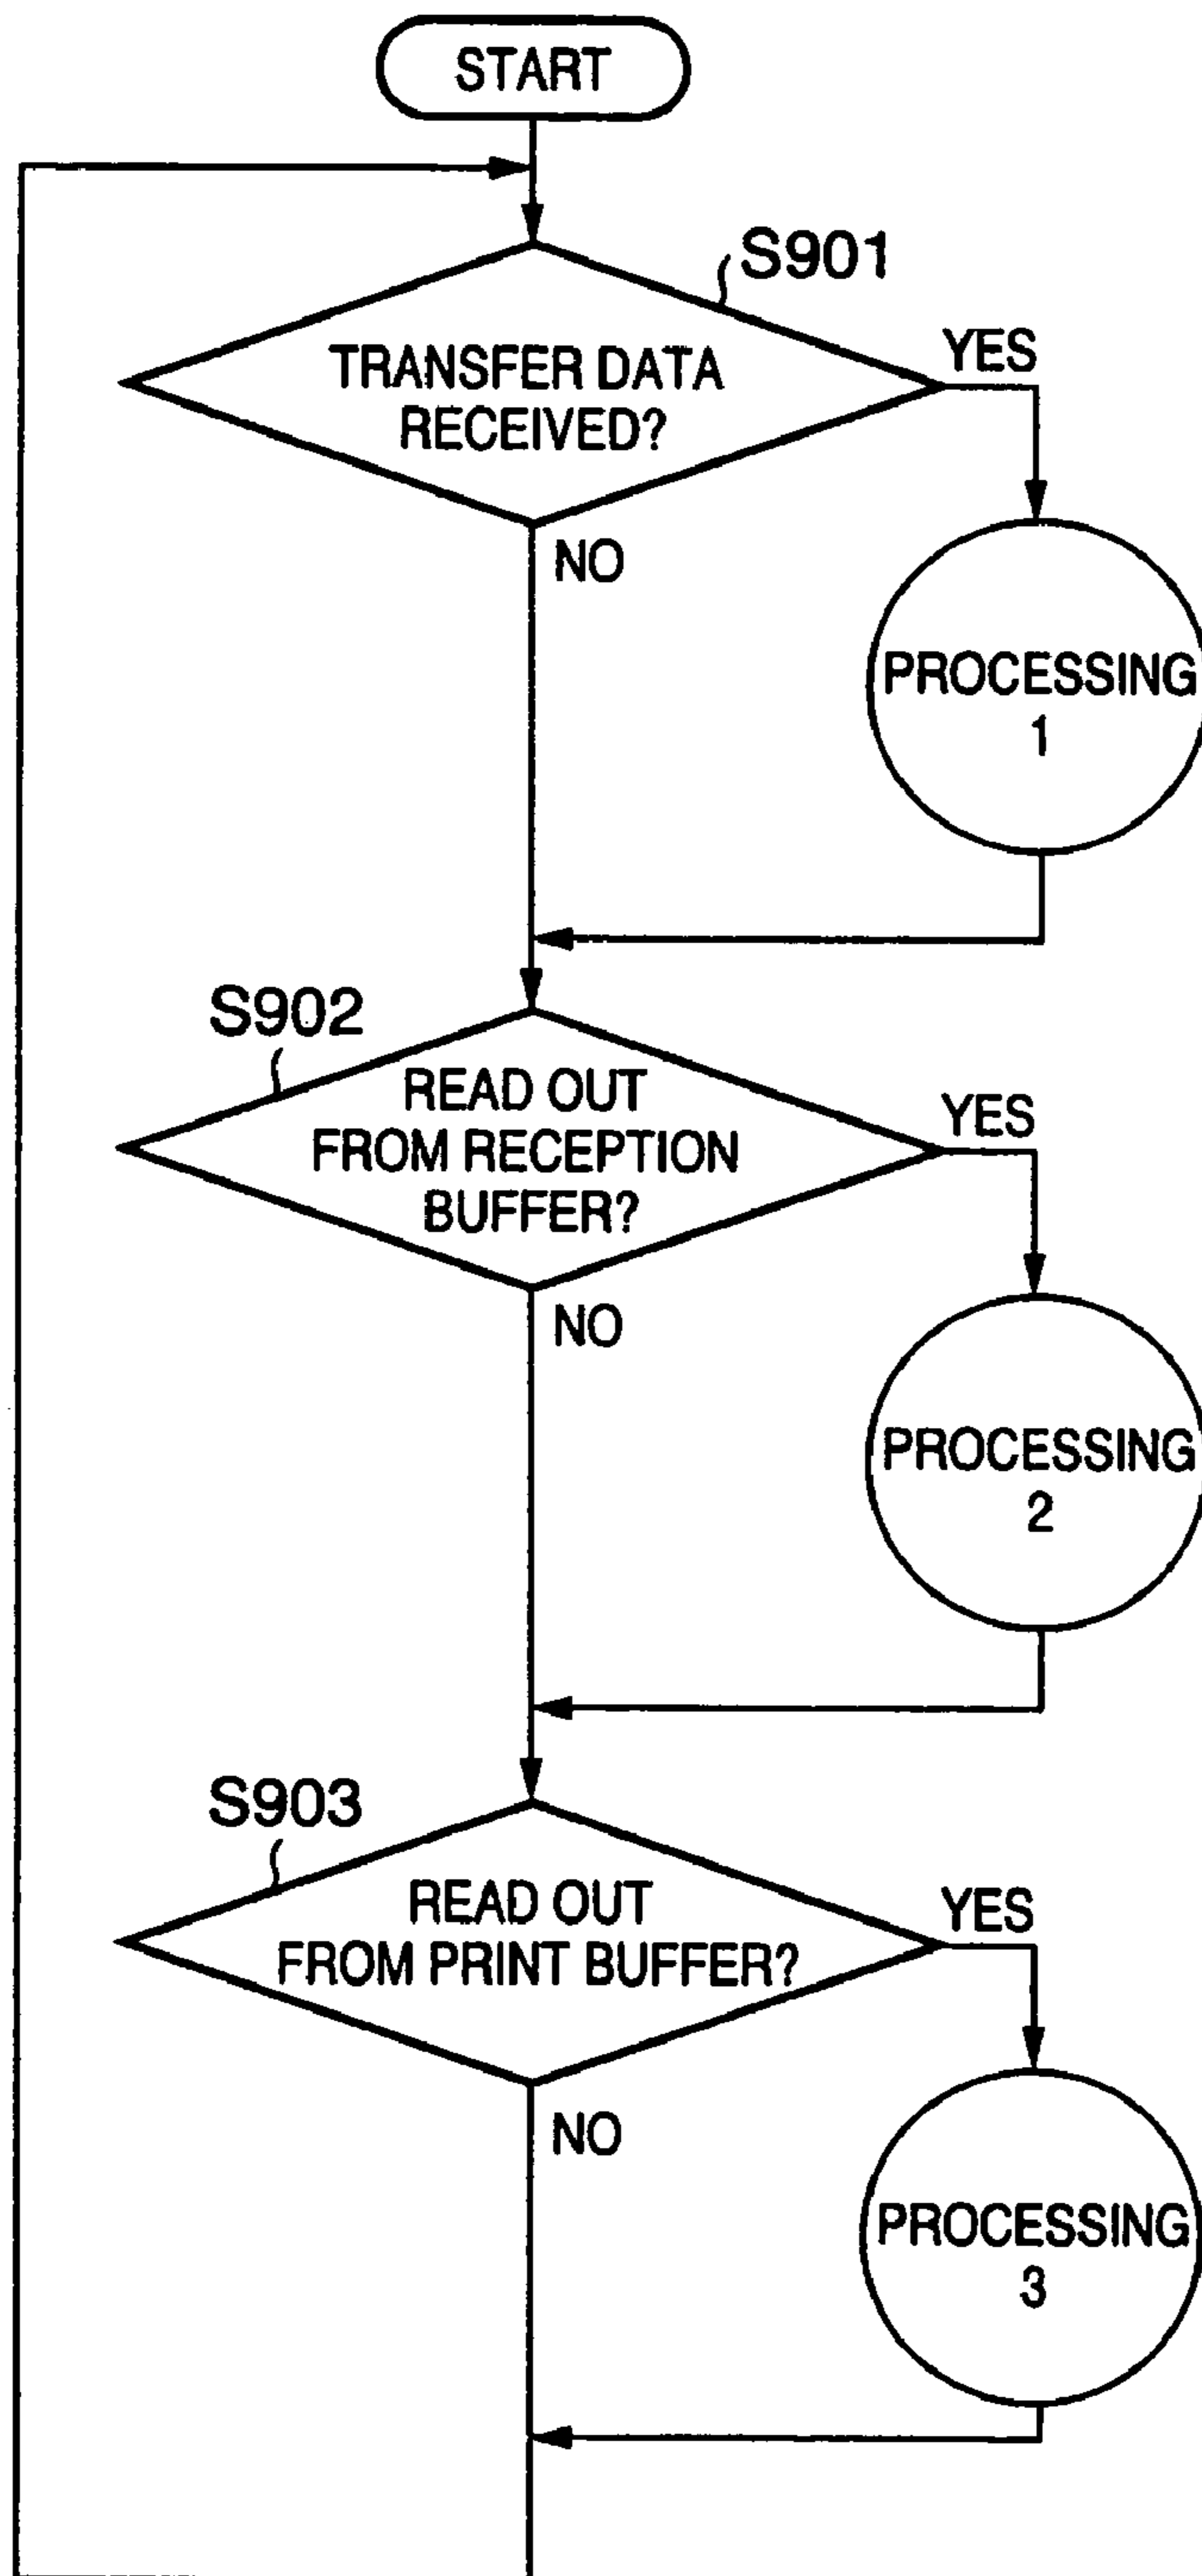 START
S901
TRANSFER DATA
RECEIVED?
YES
NO
PROCESSING
1
S902
READ OUT
FROM RECEPTION
BUFFER?
YES
NO
PROCESSING
2
S903
READ OUT
FROM PRINT BUFFER?
YES
NO
PROCESSING
3